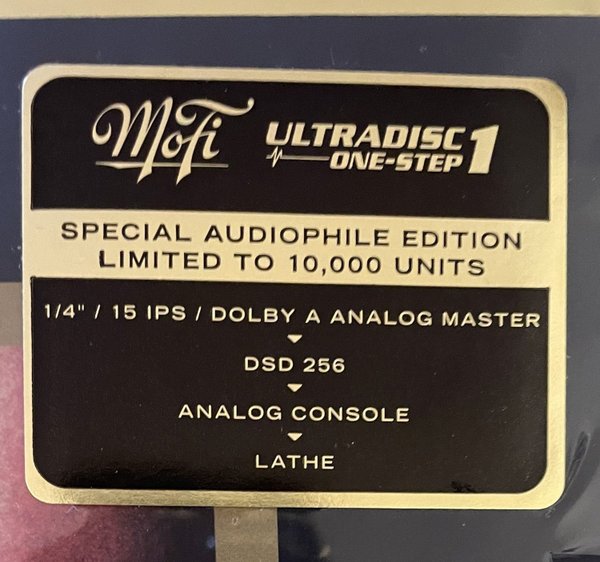 MoFi
ULTRADISC
ONE-STEP 1
SPECIAL AUDIOPHILE EDITION
LIMITED TO 10,000 UNITS
1/4" / 15 IPS / DOLBY A ANALOG MASTER
DSD 256
ANALOG CONSOLE
LATHE